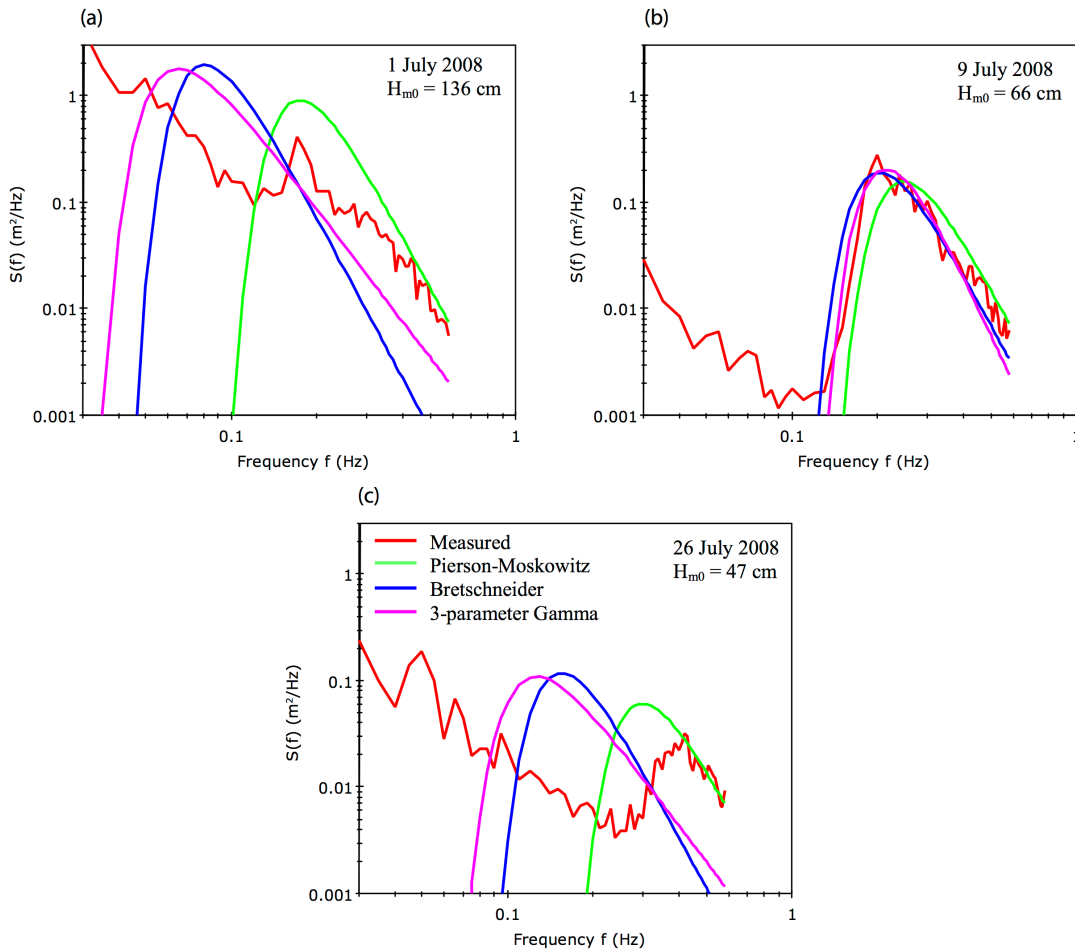 (a)
1 July 2008
Hm0 = 136 cm
S(f) (m²/Hz)
1
0.1
0.01
0.001
0.1
1
Frequency f (Hz)
(b)
9 July 2008
Hm0 = 66 cm
S(f) (m²/Hz)
1
0.1
0.01
0.001
0.1
1
Frequency f (Hz)
(c)
Measured
Pierson-Moskowitz
Bretschneider
3-parameter Gamma
26 July 2008
Hm0 = 47 cm
S(f) (m²/Hz)
1
0.1
0.01
0.001
0.1
1
Frequency f (Hz)